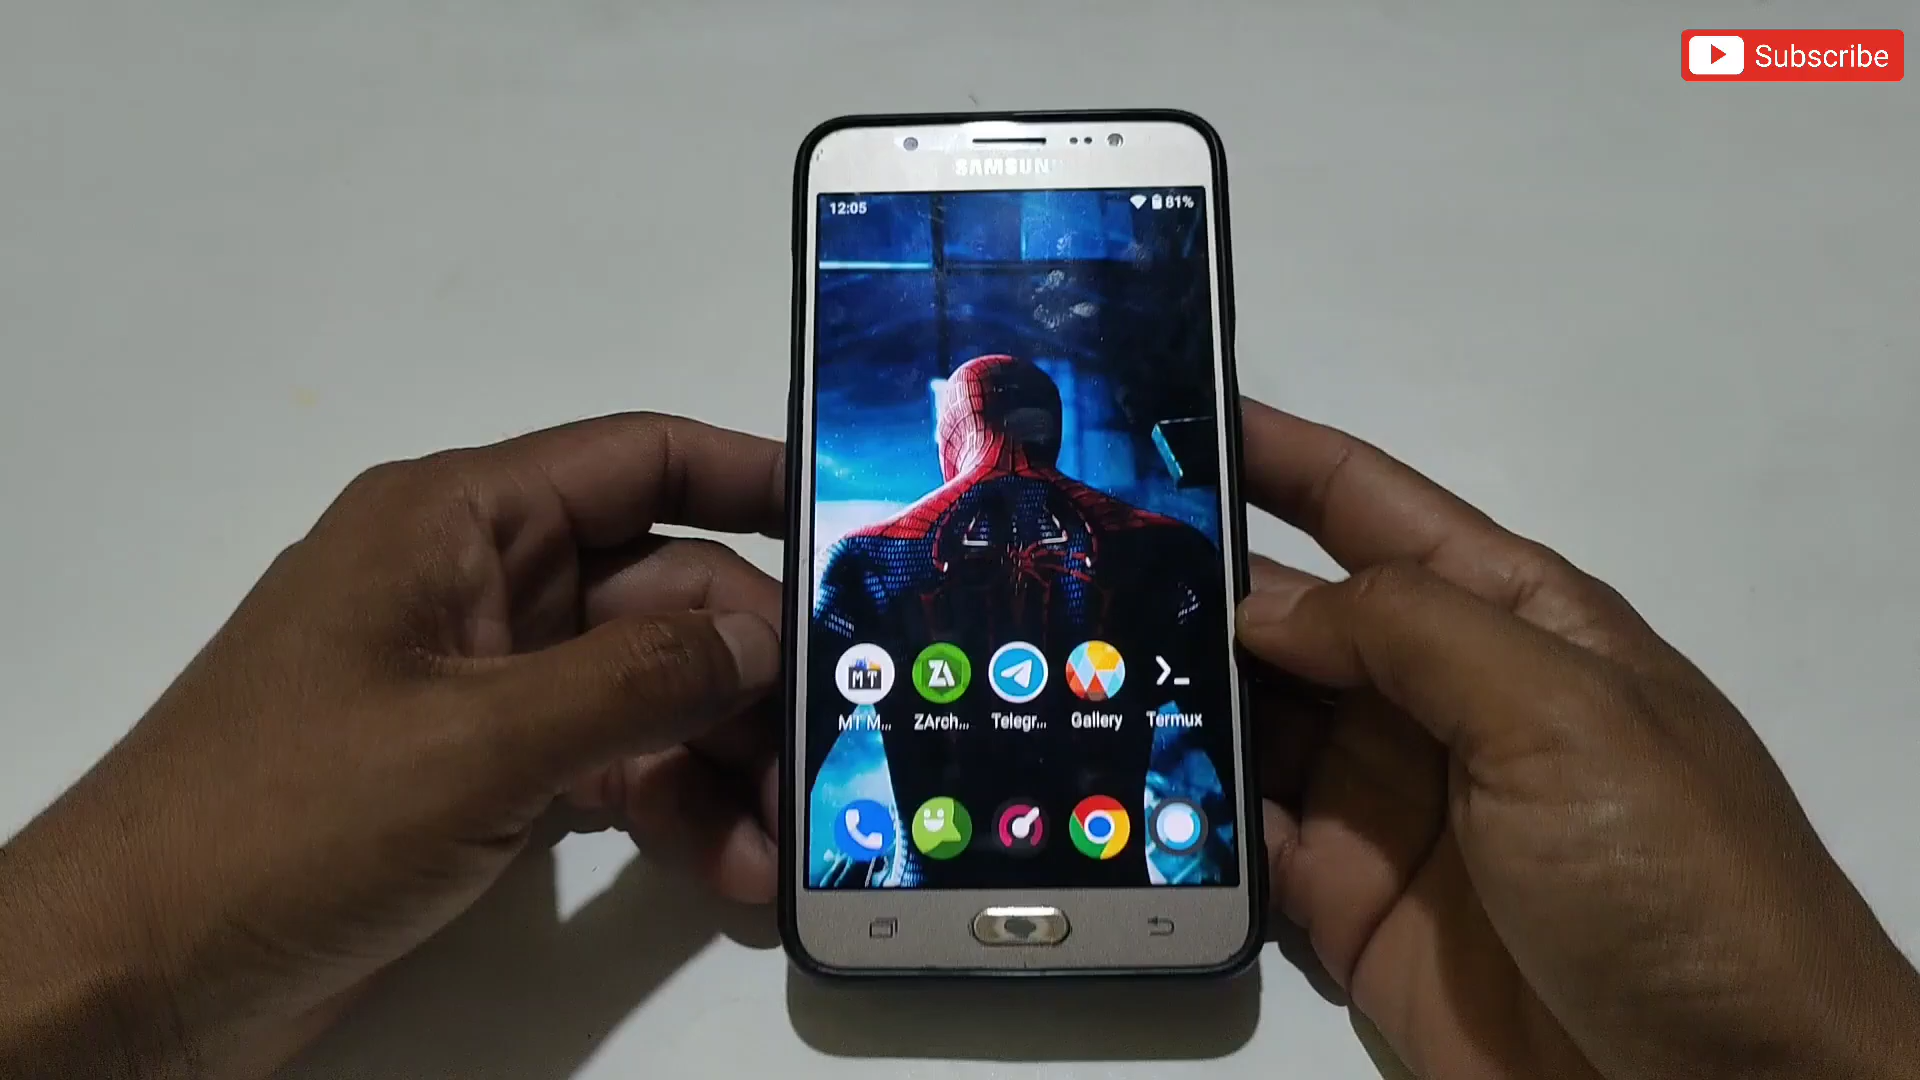 Subscribe
SAMSUNG
12:05
81%
MT M...
ZArch...
Telegr...
Gallery
Termux